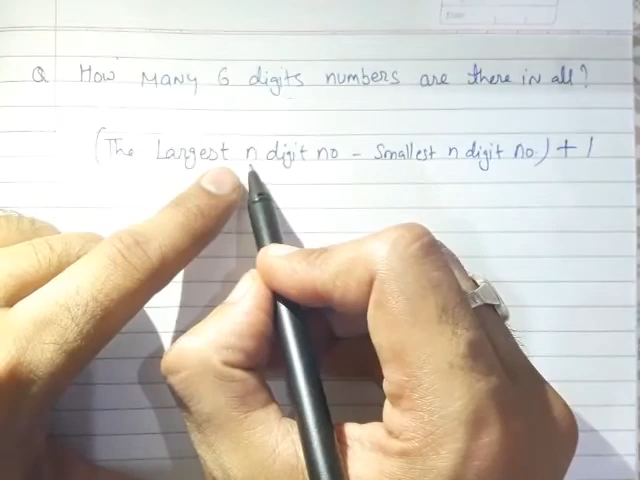 Q How Many 6 digits numbers are there in all?
(The Largest n digit no - Smallest n digit no.) + 1